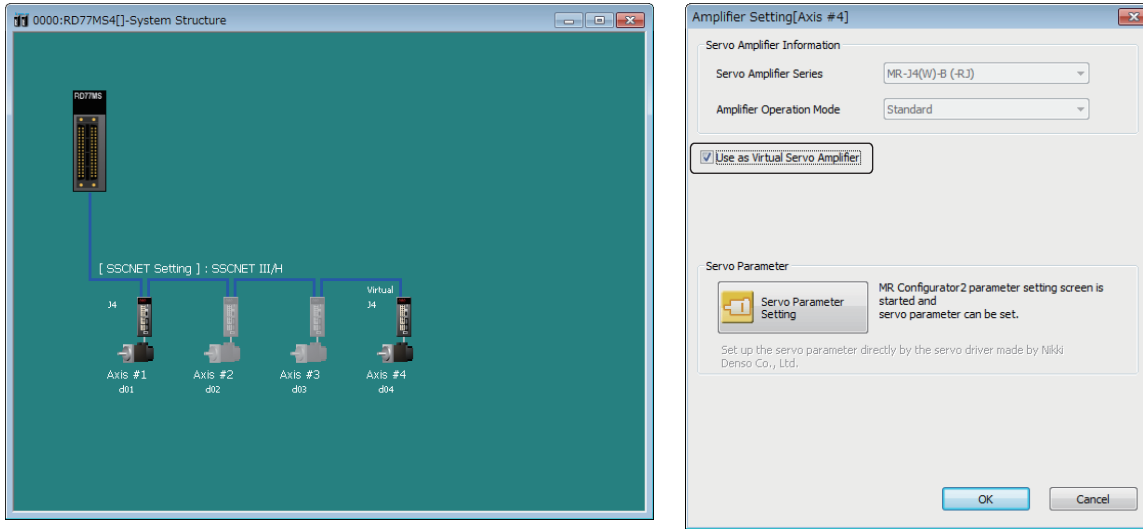 0000:RD77MS4[]-System Structure
RD77MS
[ SSCNET Setting ] : SSCNET III/H
Virtual
J4
J4
Axis #1
Axis #2
Axis #3
Axis #4
d01
d02
d03
d04
Amplifier Setting[Axis #4]
Servo Amplifier Information
Servo Amplifier Series
MR-J4(W)-B (-RJ)
Amplifier Operation Mode
Standard
Use as Virtual Servo Amplifier
Servo Parameter
Servo Parameter
Setting
MR Configurator2 parameter setting screen is
started and
servo parameter can be set.
Set up the servo parameter directly by the servo driver made by Nikki
Denso Co., Ltd.
OK
Cancel